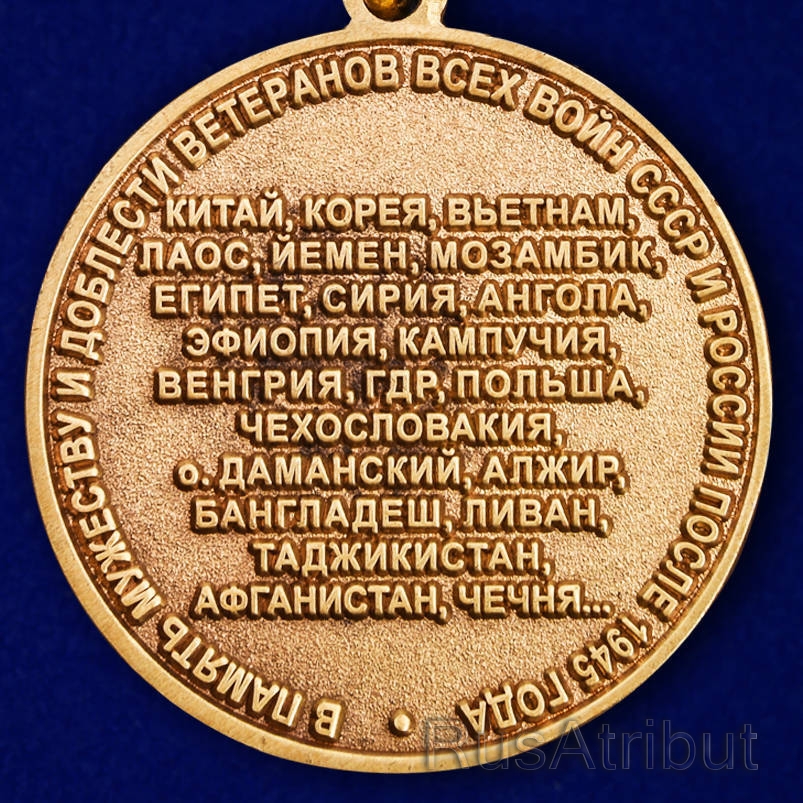 В ПАМЯТЬ МУЖЕСТВУ И ДОБЛЕСТИ ВЕТЕРАНОВ ВСЕХ ВОЙН СССР И РОССИИ ПОСЛЕ 1945 ГОДА
КИТАЙ, КОРЕЯ, ВЬЕТНАМ,
ЛАОС, ЙЕМЕН, МОЗАМБИК,
ЕГИПЕТ, СИРИЯ, АНГОЛА,
ЭФИОПИЯ, КАМПУЧИЯ,
ВЕНГРИЯ, ГДР, ПОЛЬША,
ЧЕХОСЛОВАКИЯ,
о. ДАМАНСКИЙ, АЛЖИР,
БАНГЛАДЕШ, ЛИВАН,
ТАДЖИКИСТАН,
АФГАНИСТАН, ЧЕЧНЯ...
RusAtribut